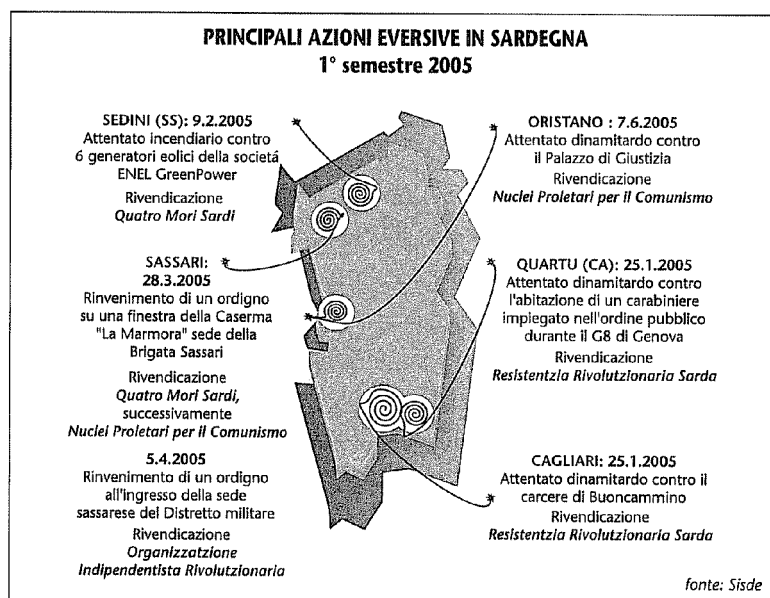 PRINCIPALI AZIONI EVERSIVE IN SARDEGNA
1° semestre 2005
SEDINI (SS): 9.2.2005
Attentato incendiario contro
6 generatori eolici della societá
ENEL GreenPower
Rivendicazione
Quatro Mori Sardi
SASSARI:
28.3.2005
Rinvenimento di un ordigno
su una finestra della Caserma
"La Marmora" sede della
Brigata Sassari
Rivendicazione
Quatro Mori Sardi,
successivamente
Nuclei Proletari per il Comunismo
5.4.2005
Rinvenimento di un ordigno
all'ingresso della sede
sassarese del Distretto militare
Rivendicazione
Organizzatzione
Indipendentista Rivolutzionaria
ORISTANO : 7.6.2005
Attentato dinamitardo contro
il Palazzo di Giustizia
Rivendicazione
Nuclei Proletari per il Comunismo
QUARTU (CA): 25.1.2005
Attentato dinamitardo contro
l'abitazione di un carabiniere
impiegato nell'ordine pubblico
durante il G8 di Genova
Rivendicazione
Resistentzia Rivolutzionaria Sarda
CAGLIARI: 25.1.2005
Attentato dinamitardo contro il
carcere di Buoncammino
Rivendicazione
Resistentzia Rivolutzionaria Sarda
fonte: Sisde